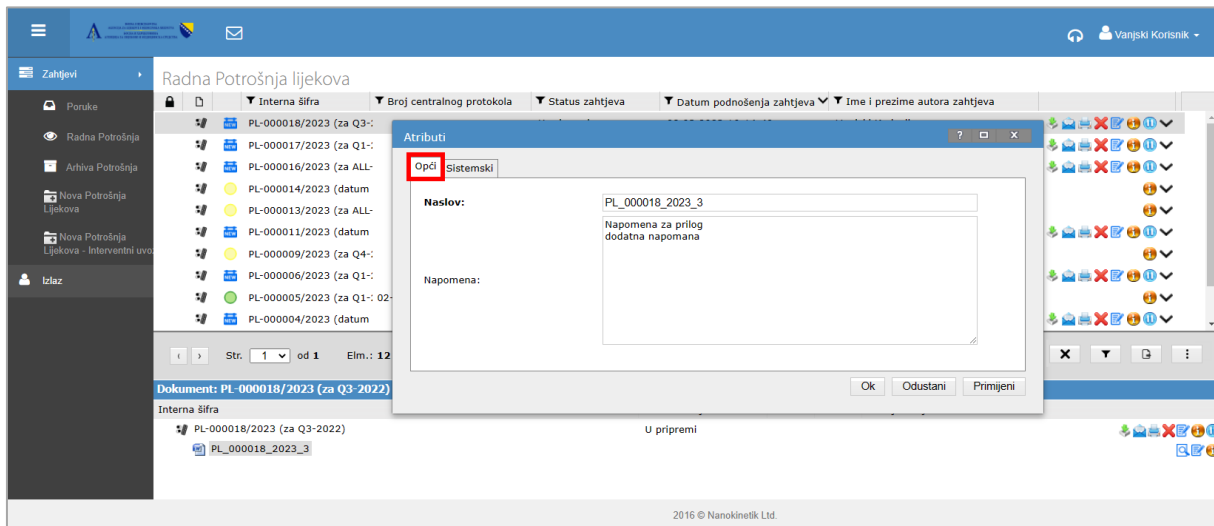 Vanjski Korisnik
Zahtjevi
Poruke
Radna Potrošnja
Arhiva Potrošnja
Nova Potrošnja
Lijekova
Nova Potrošnja
Lijekova - Interventni uvo
Izlaz
Radna Potrošnja lijekova
Interna šifra Broj centralnog protokola Status zahtjeva Datum podnošenja zahtjeva Ime i prezime autora zahtjeva
PL-000018/2023 (za Q3-
PL-000017/2023 (za Q1-
PL-000016/2023 (za ALL-
PL-000014/2023 (datum
PL-000013/2023 (za ALL-
PL-000011/2023 (datum
PL-000009/2023 (za Q4-
PL-000006/2023 (za Q1-
PL-000005/2023 (za Q1-: 02-
PL-000004/2023 (datum
Str. 1 od 1 Elm.: 12
Atributi
? X
Opći Sistemski
Naslov: PL_000018_2023_3
Napomena za prilog
dodatna napomana
Napomena:
Ok Odustani Primijeni
Dokument: PL-000018/2023 (za Q3-2022)
Interna šifra
PL-000018/2023 (za Q3-2022) U pripremi
PL_000018_2023_3
2016 © Nanokinetik Ltd.